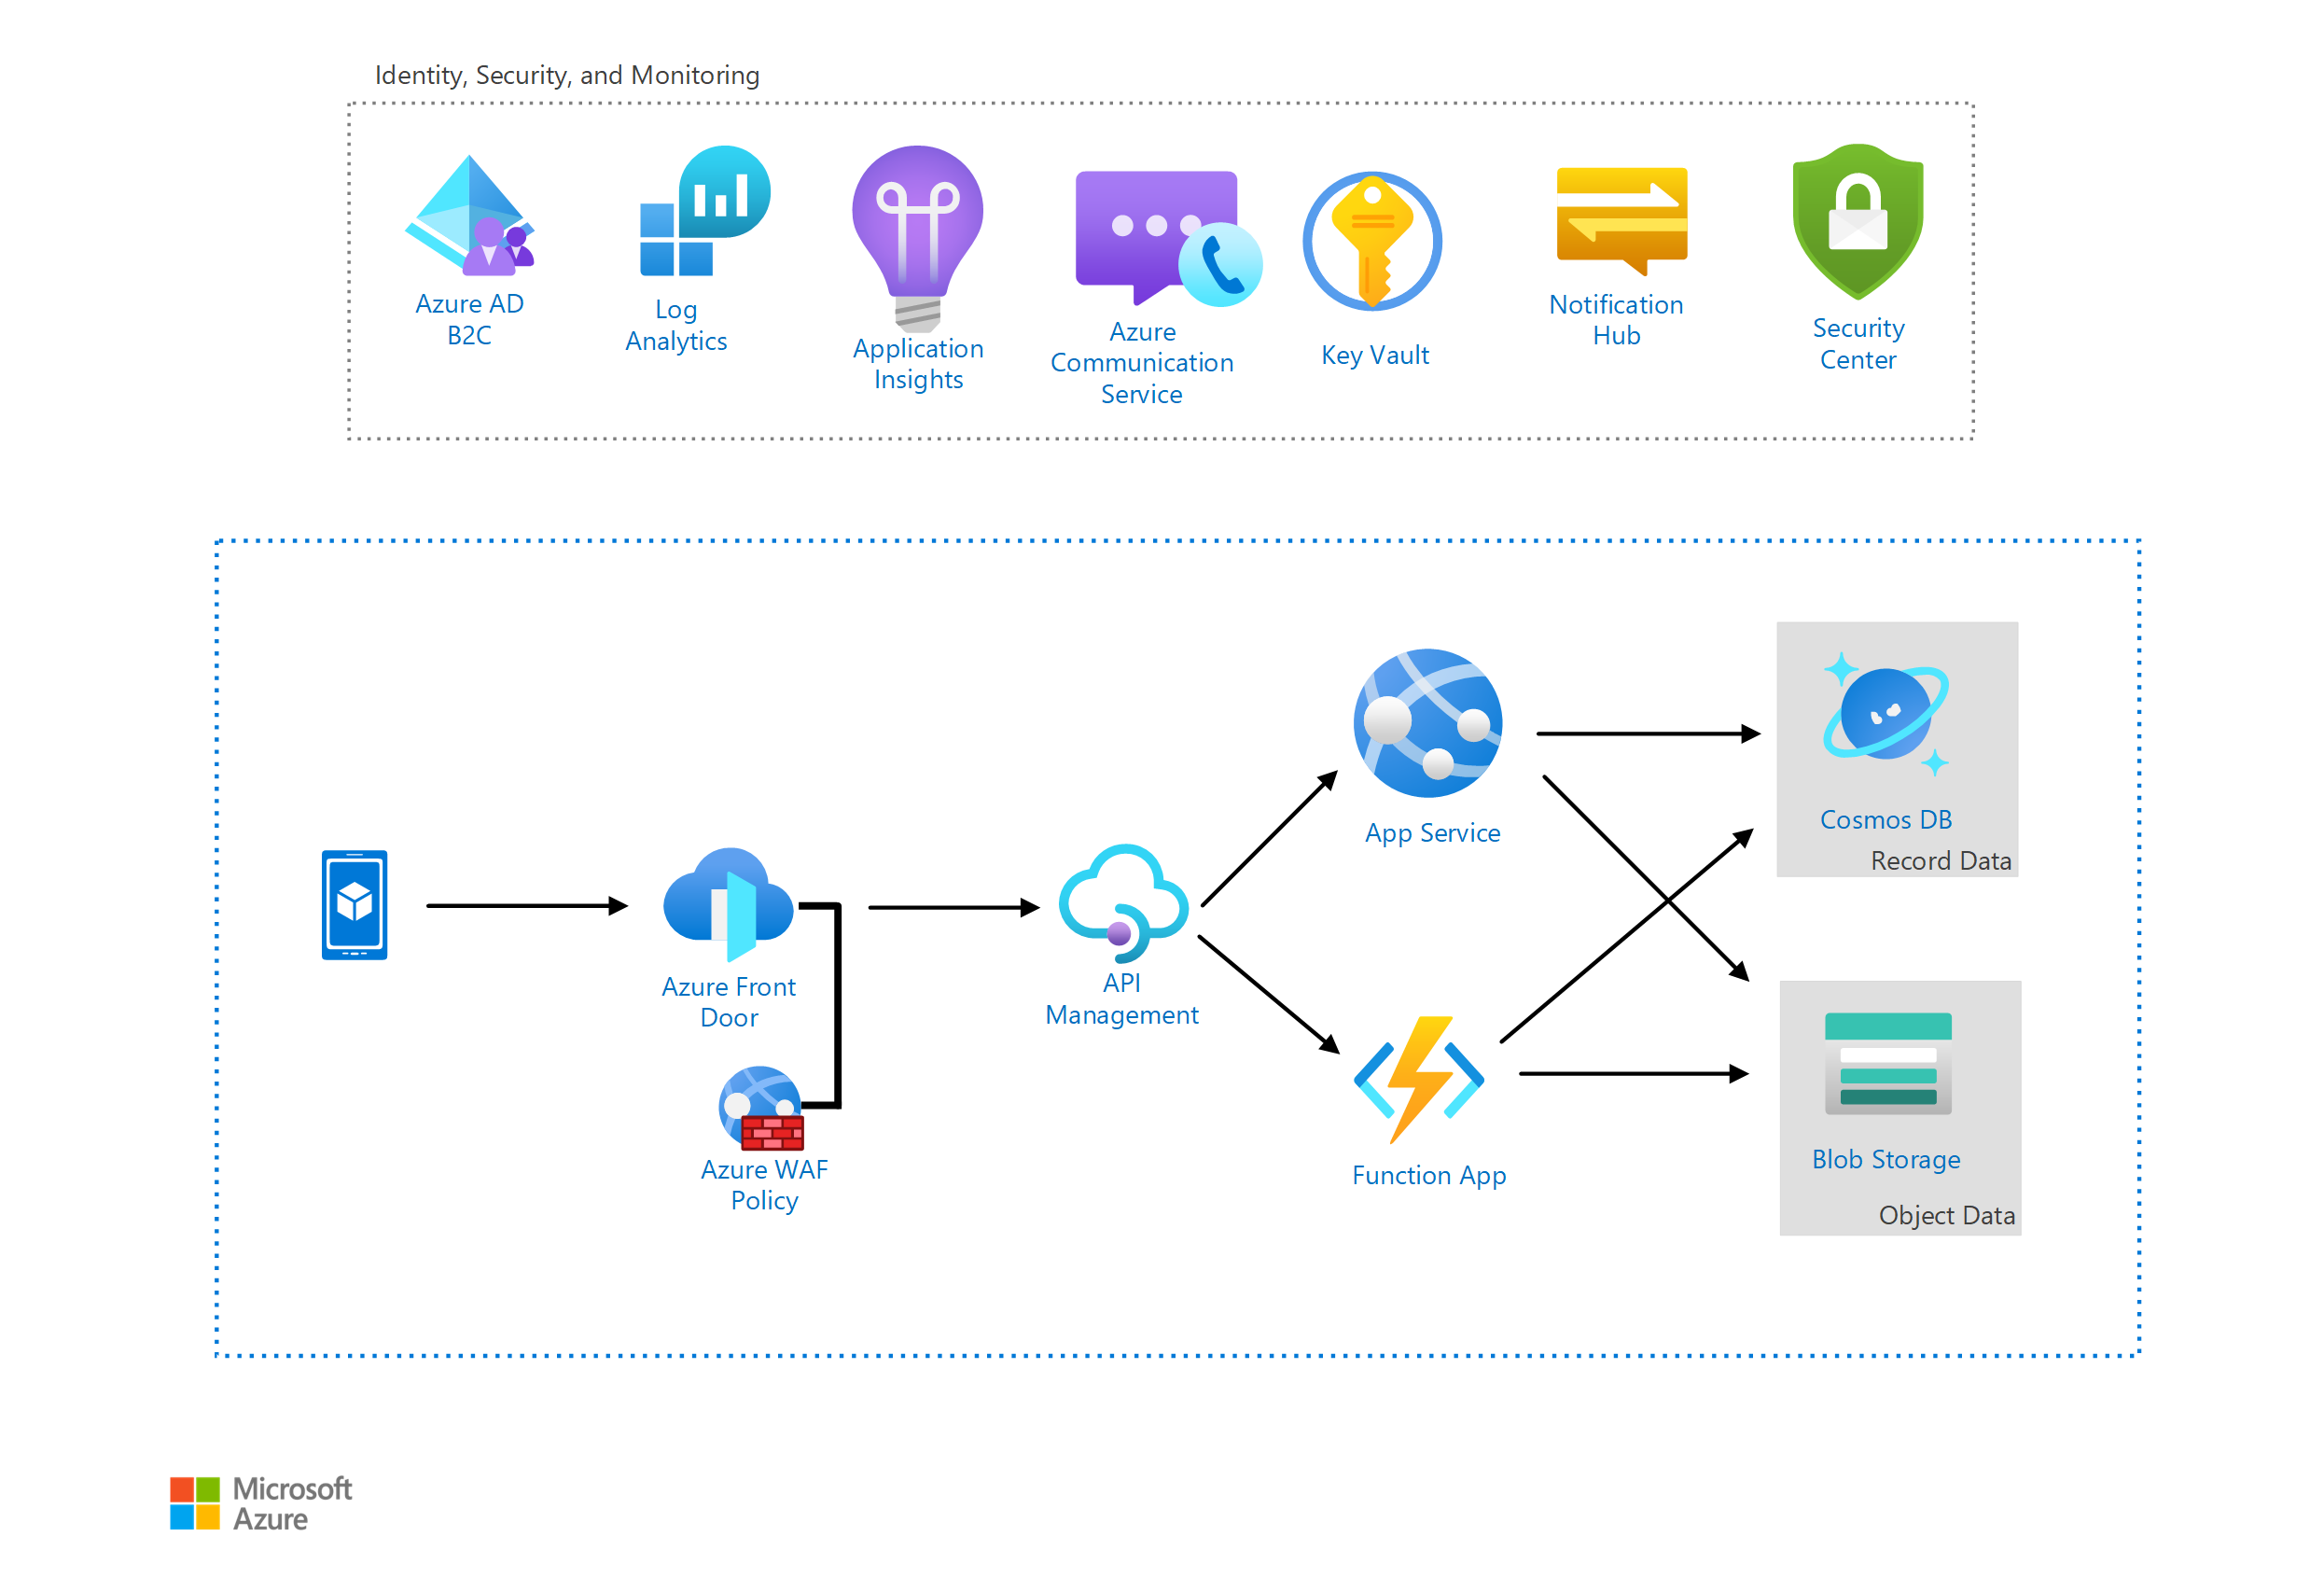 Identity, Security, and Monitoring
Azure AD
B2C
Log
Analytics
Application
Insights
Azure
Communication
Service
Key Vault
Notification
Hub
Security
Center
Azure Front
Door
Azure WAF
Policy
API
Management
App Service
Function App
Cosmos DB
Record Data
Blob Storage
Object Data
Microsoft
Azure